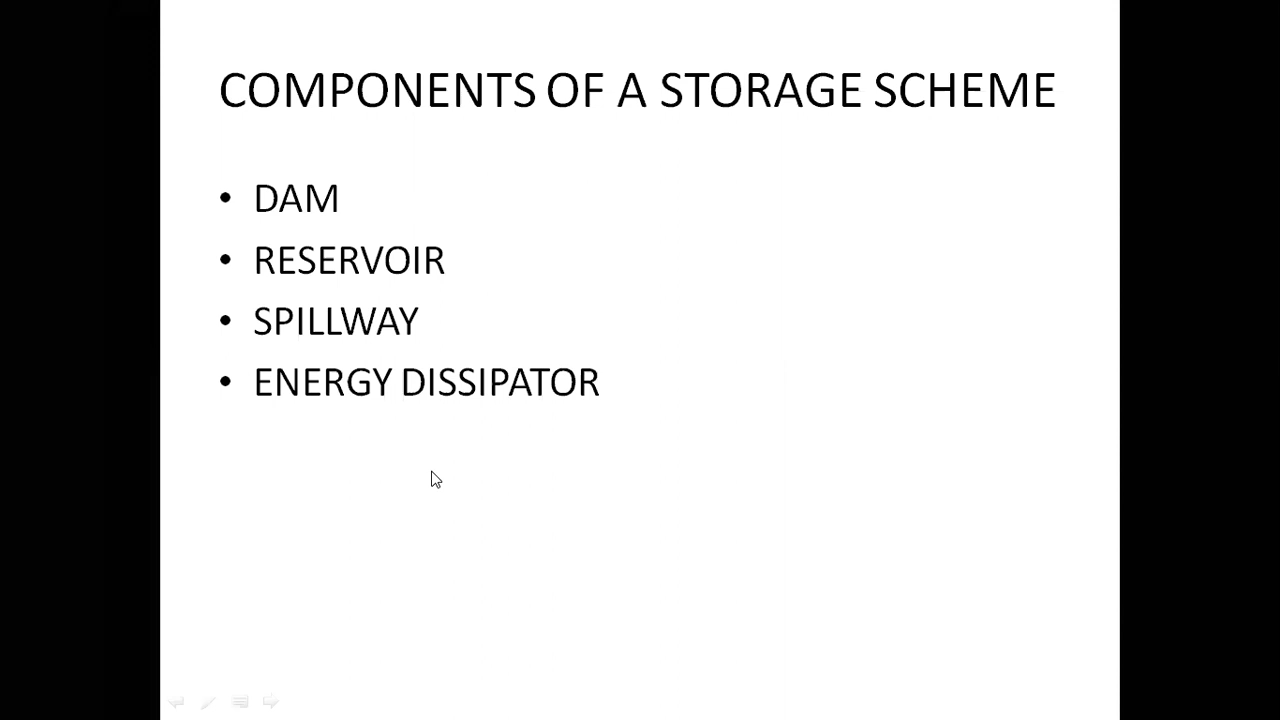 COMPONENTS OF A STORAGE SCHEME
• DAM
• RESERVOIR
• SPILLWAY
• ENERGY DISSIPATOR